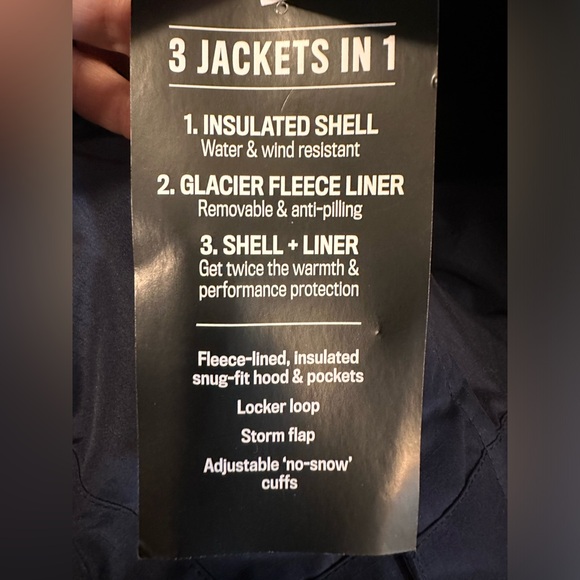 3 JACKETS IN 1
1. INSULATED SHELL
Water & wind resistant
2. GLACIER FLEECE LINER
Removable & anti-pilling
3. SHELL + LINER
Get twice the warmth &
performance protection
Fleece-lined, insulated
snug-fit hood & pockets
Locker loop
Storm flap
Adjustable ‘no-snow’
cuffs